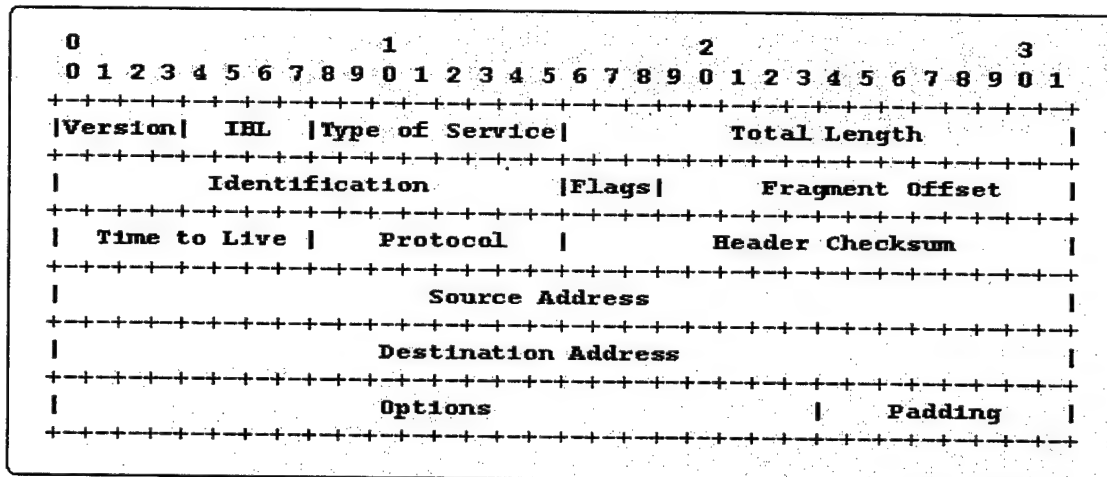 0                   1                   2                   3
0 1 2 3 4 5 6 7 8 9 0 1 2 3 4 5 6 7 8 9 0 1 2 3 4 5 6 7 8 9 0 1
+-+-+-+-+-+-+-+-+-+-+-+-+-+-+-+-+-+-+-+-+-+-+-+-+-+-+-+-+-+-+-+-+
|Version|  IHL  |Type of Service|          Total Length         |
+-+-+-+-+-+-+-+-+-+-+-+-+-+-+-+-+-+-+-+-+-+-+-+-+-+-+-+-+-+-+-+-+
|         Identification        |Flags|      Fragment Offset    |
+-+-+-+-+-+-+-+-+-+-+-+-+-+-+-+-+-+-+-+-+-+-+-+-+-+-+-+-+-+-+-+-+
|  Time to Live |    Protocol   |         Header Checksum       |
+-+-+-+-+-+-+-+-+-+-+-+-+-+-+-+-+-+-+-+-+-+-+-+-+-+-+-+-+-+-+-+-+
|                       Source Address                          |
+-+-+-+-+-+-+-+-+-+-+-+-+-+-+-+-+-+-+-+-+-+-+-+-+-+-+-+-+-+-+-+-+
|                    Destination Address                        |
+-+-+-+-+-+-+-+-+-+-+-+-+-+-+-+-+-+-+-+-+-+-+-+-+-+-+-+-+-+-+-+-+
|                    Options                    |    Padding    |
+-+-+-+-+-+-+-+-+-+-+-+-+-+-+-+-+-+-+-+-+-+-+-+-+-+-+-+-+-+-+-+-+